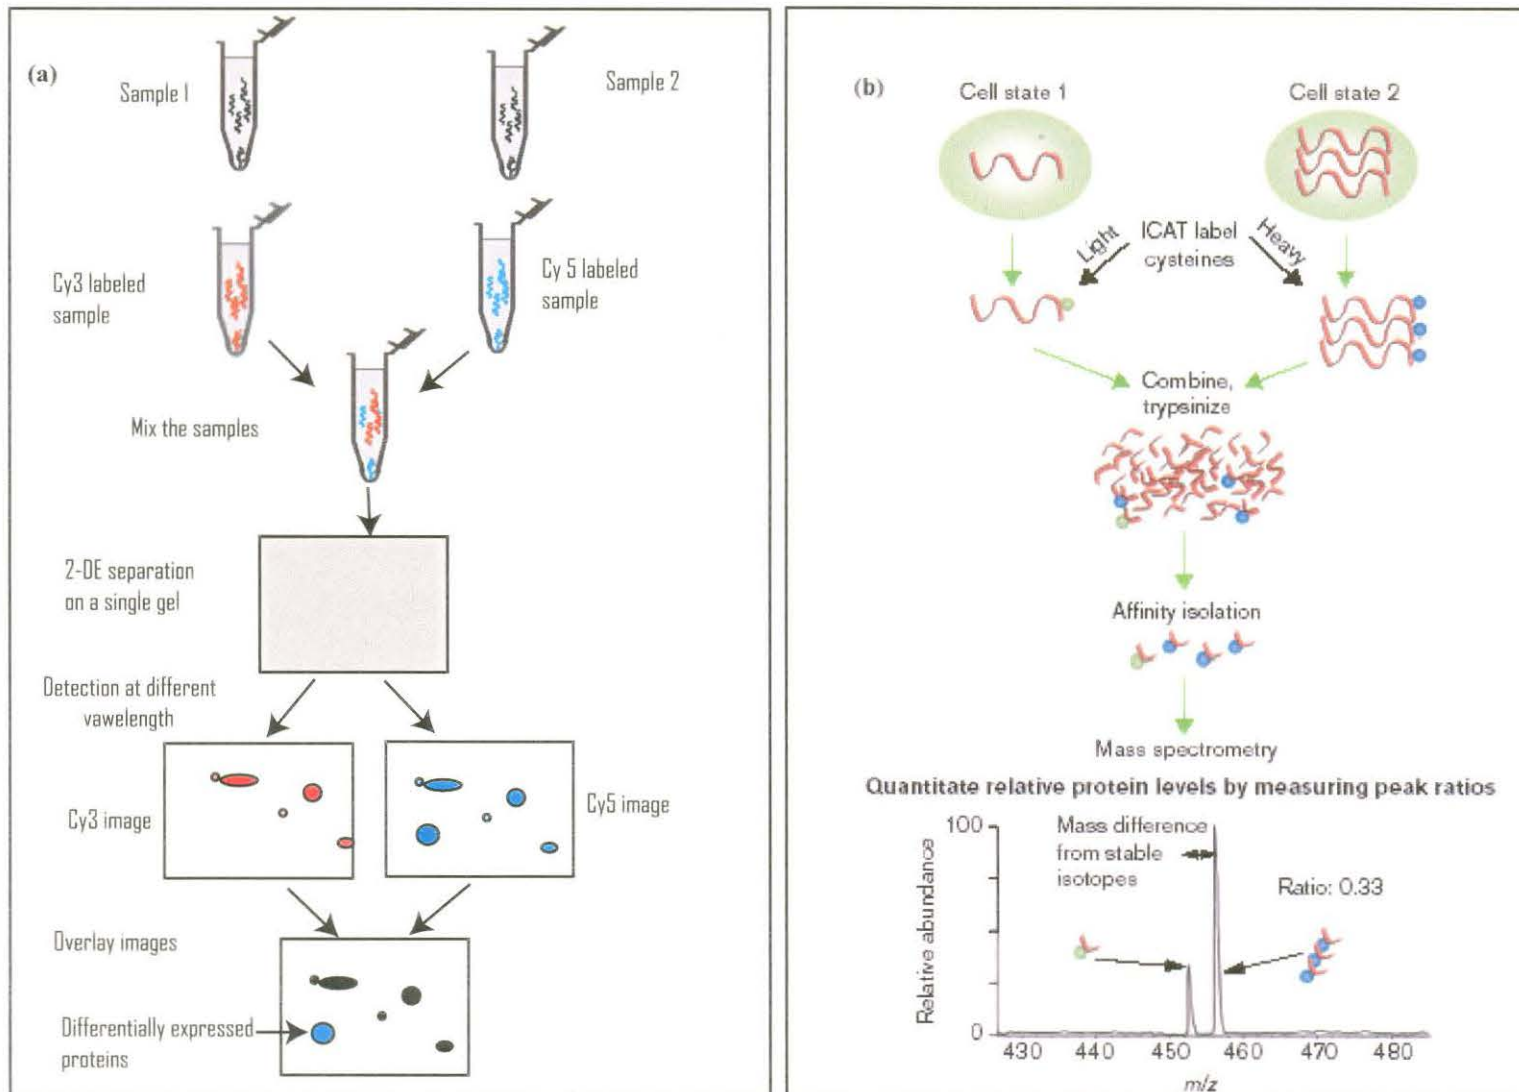 (a)
Sample 1
Sample 2
Cy3 labeled
sample
Cy 5 labeled
sample
Mix the samples
2-DE separation
on a single gel
Detection at different
vawelength
Cy3 image
Cy5 image
Overlay images
Differentially expressed
proteins
(b)
Cell state 1
Cell state 2
Light
ICAT label
cysteines
Heavy
Combine,
trypsinize
Affinity isolation
Mass spectrometry
Quantitate relative protein levels by measuring peak ratios
100
Mass difference
from stable
isotopes
Ratio: 0.33
Relative abundance
0
430 440 450 460 470 480
m/z